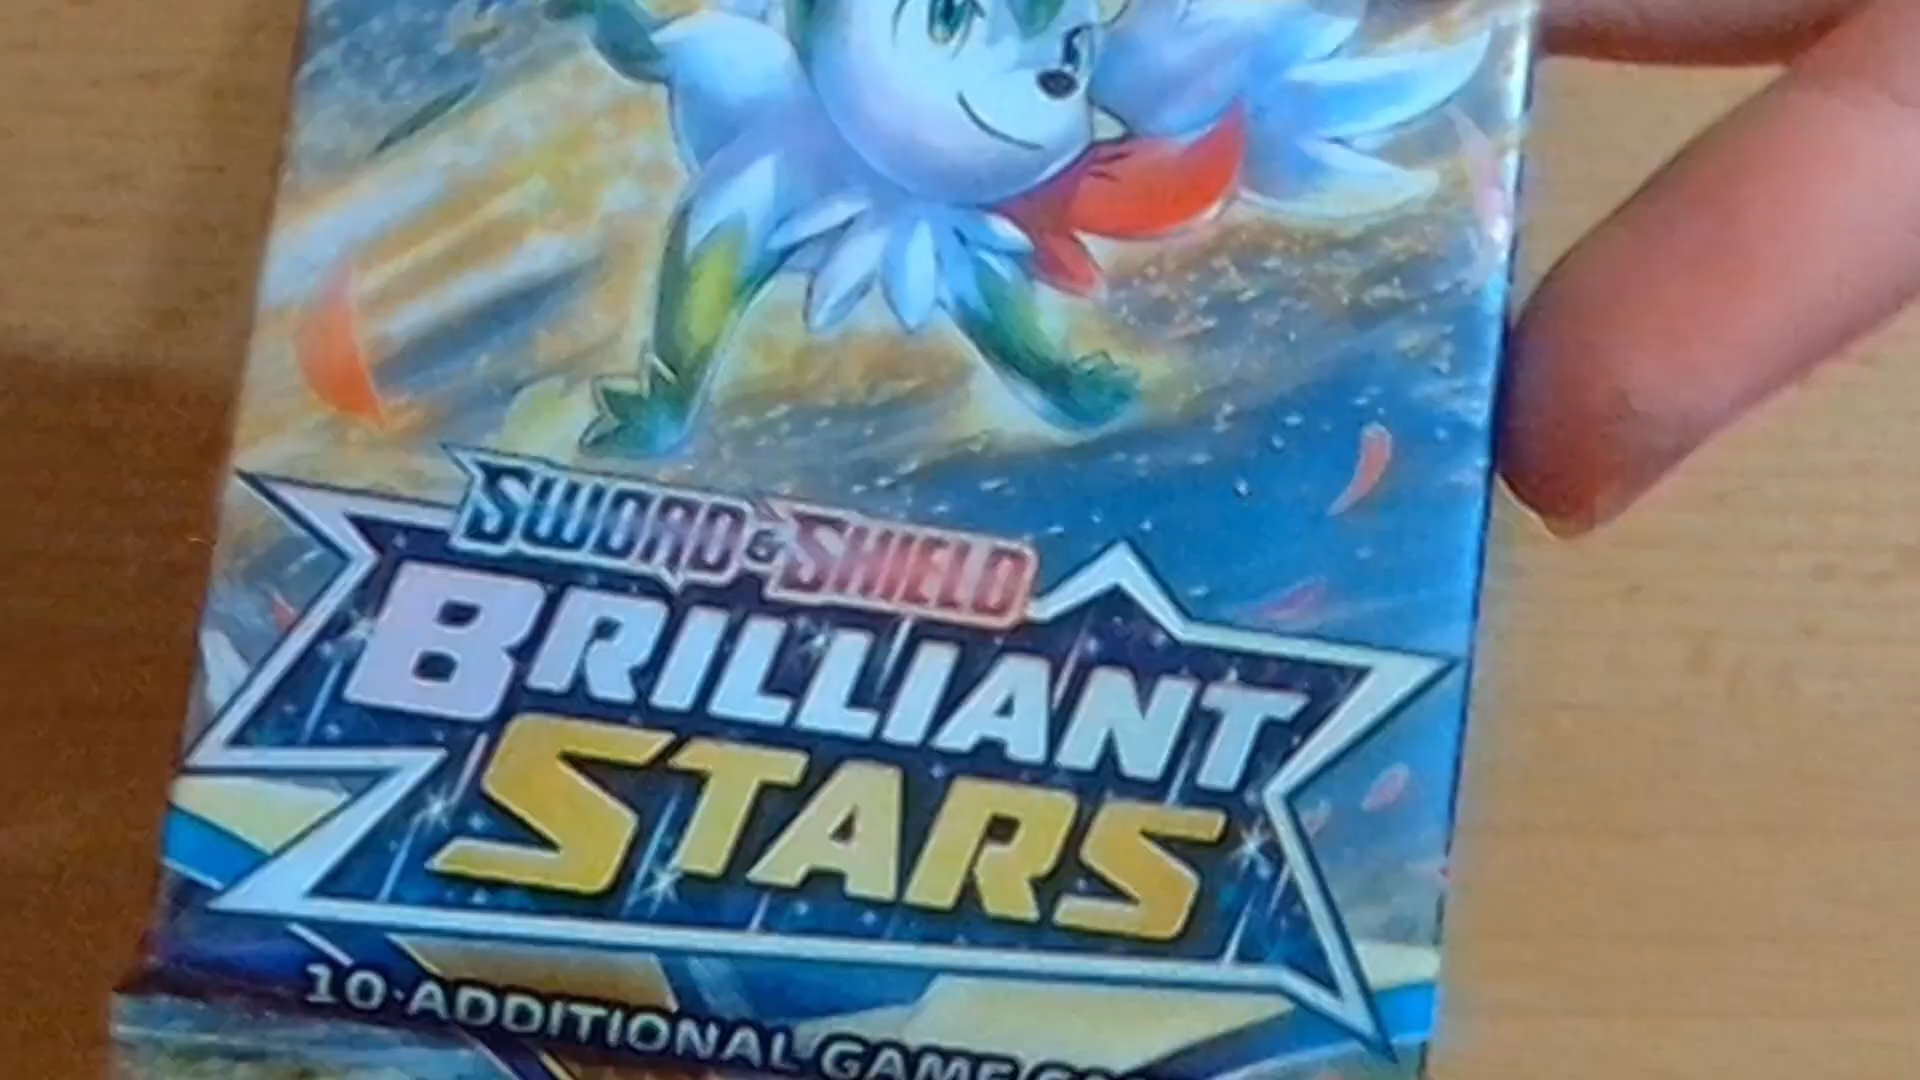 SWORD & SHIELD
BRILLIANT
STARS
10 ADDITIONAL GAME